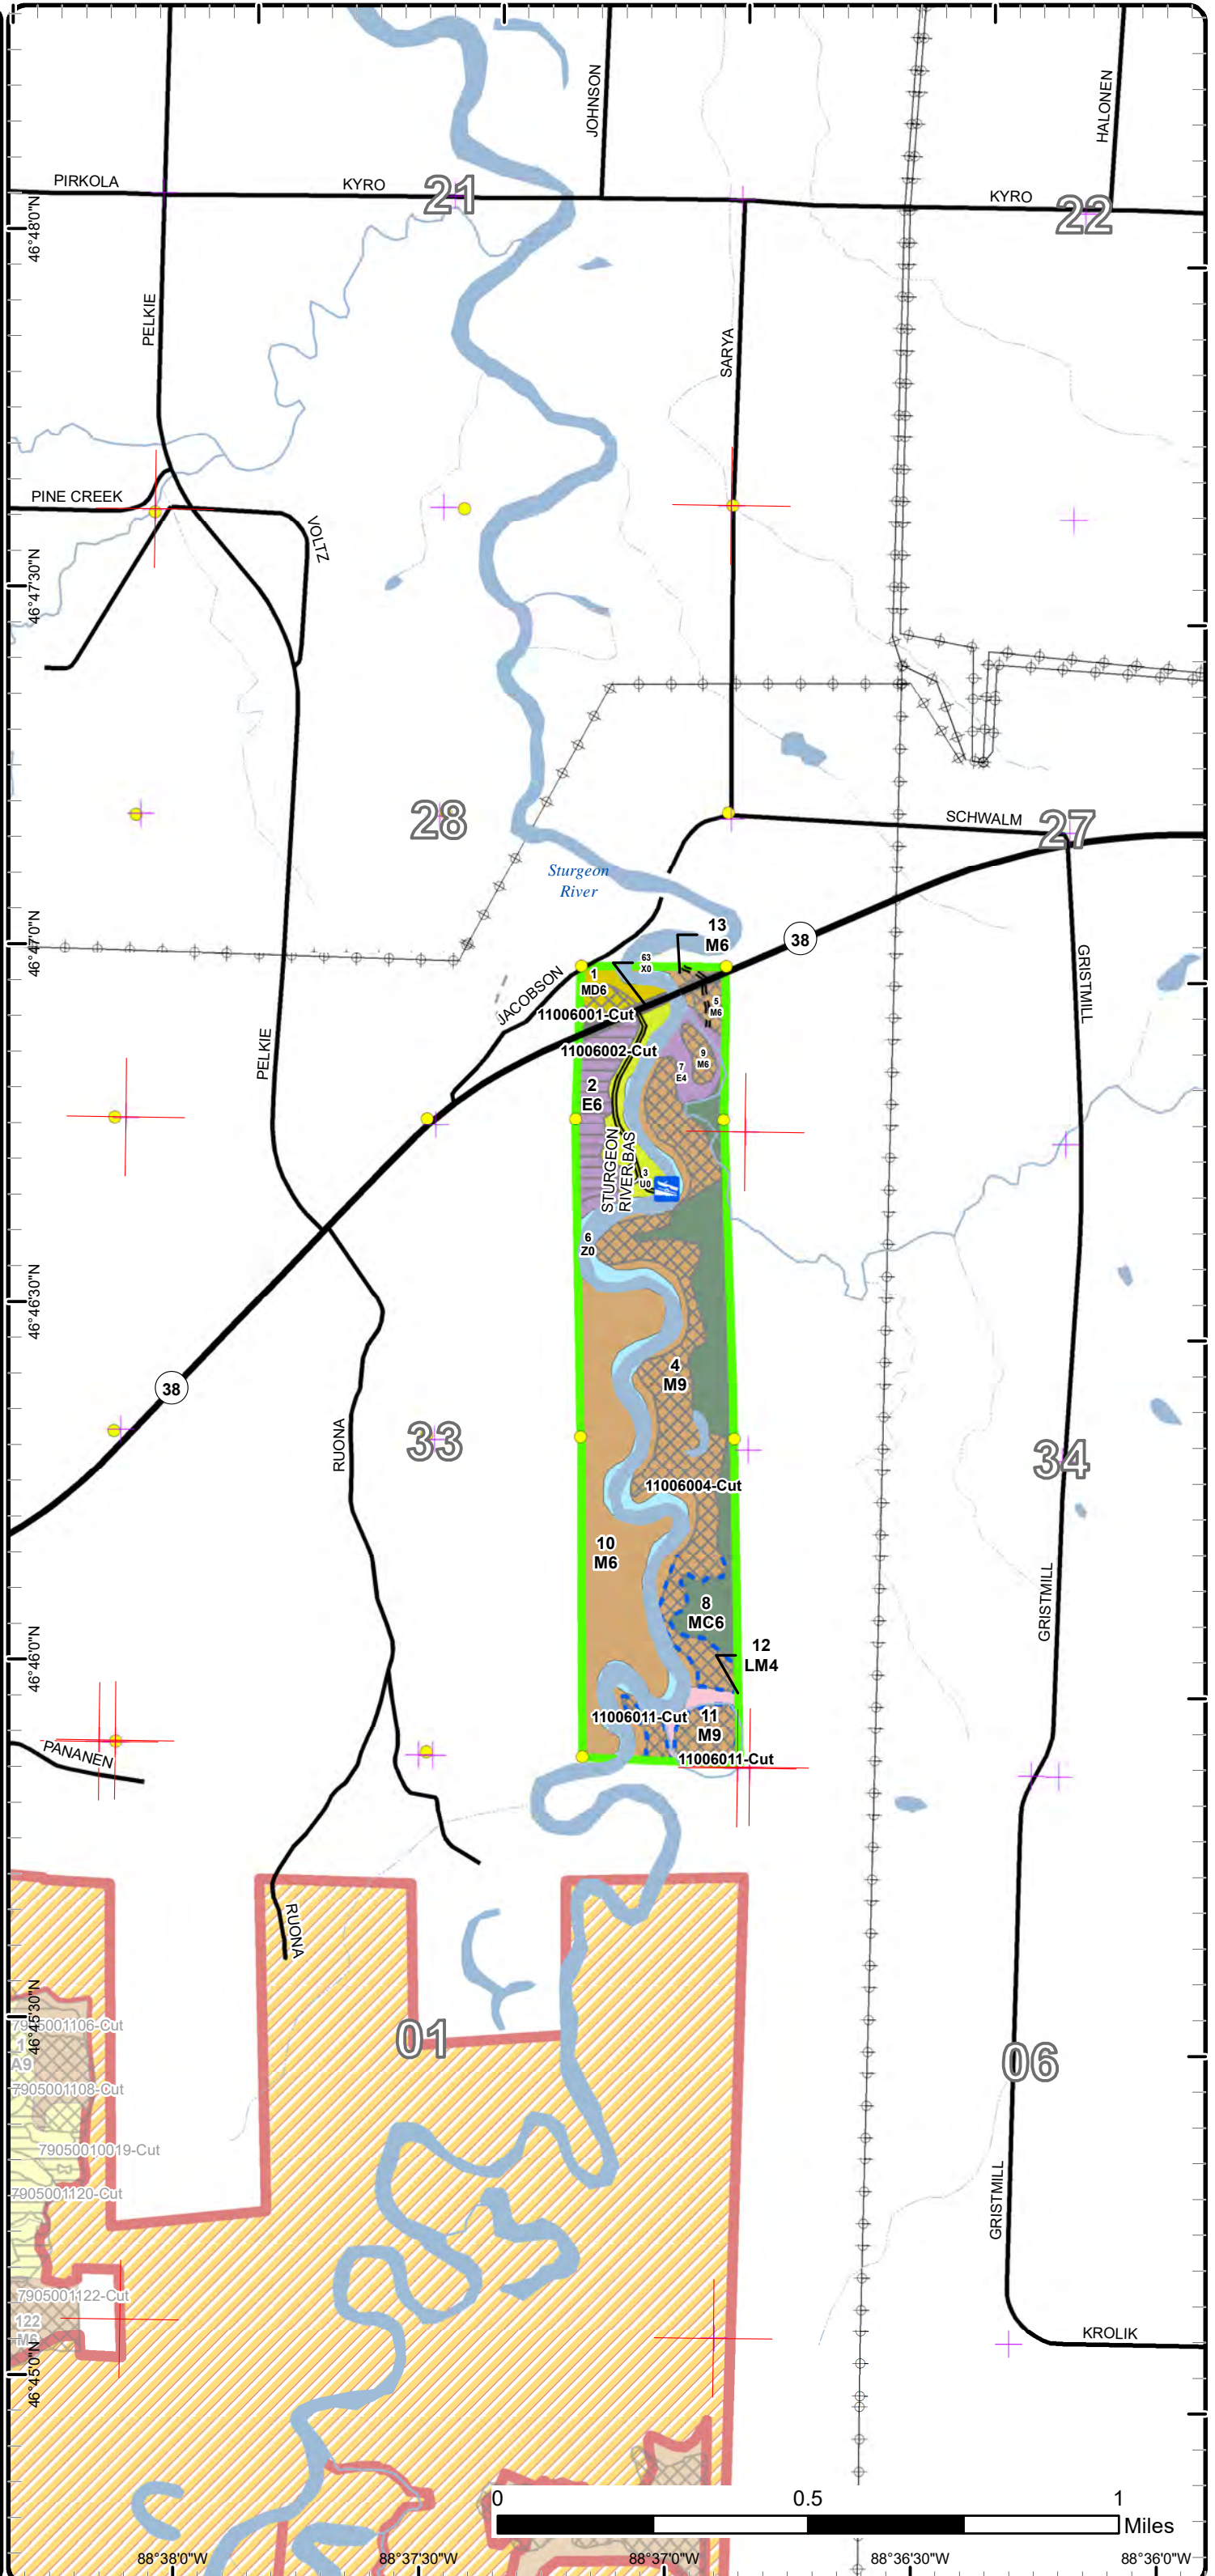 JOHNSON
HALONEN
PIRKOLA
KYRO
21
KYRO
22
46°48'0"N
PELKIE
SARYA
PINE CREEK
VOLTZ
46°47'30"N
28
SCHWALM
27
Sturgeon
River
46°47'0"N
13
M6
38
63
X0
1
MD6
JACOBSON
GRISTMILL
11006001-Cut
5
M6
PELKIE
11006002-Cut
9
M6
7
E4
2
E6
STURGEON
RIVER BAS
3
U0
6
Z0
46°46'30"N
4
M9
38
RUONA
33
34
11006004-Cut
10
M6
GRISTMILL
8
MC6
46°46'0"N
12
LM4
11006011-Cut
11
M9
PANANEN
11006011-Cut
RUONA
46°45'30"N
7905001106-Cut
A9
01
06
7905001108-Cut
79050010019-Cut
7905001120-Cut
GRISTMILL
7905001122-Cut
122
M6
KROLIK
46°45'0"N
0
0.5
1
Miles
88°38'0"W
88°37'30"W
88°37'0"W
88°36'30"W
88°36'0"W